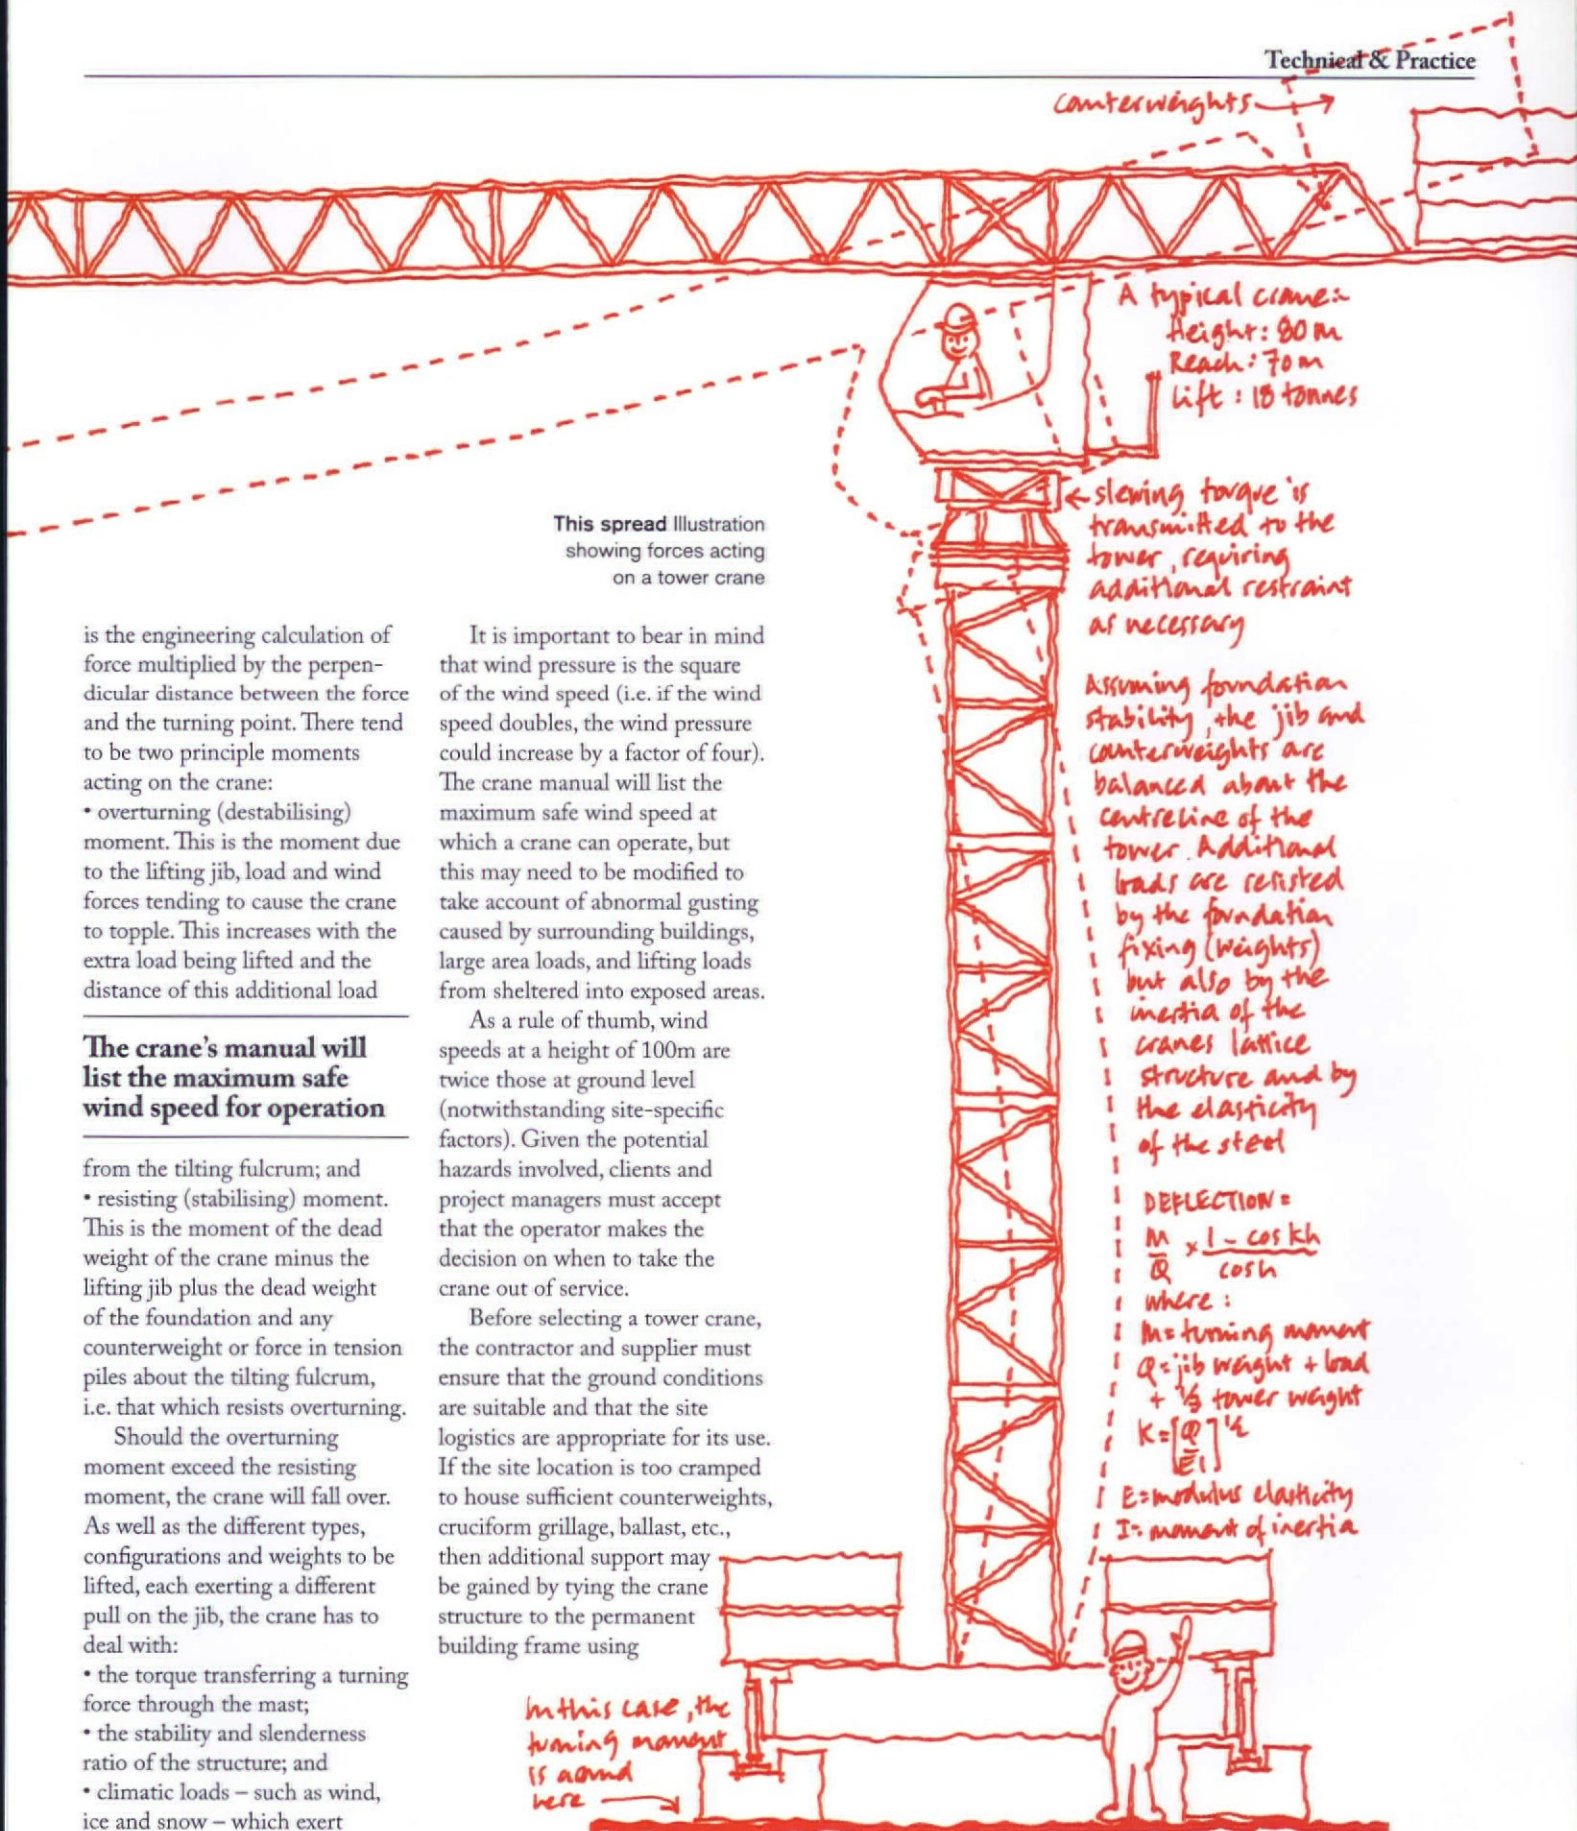 Technical & Practice
counterweights
A typical crane:
Height: 80m
Reach: 70m
Lift: 18 tonnes
slewing torque is
transmitted to the
tower, requiring
additional restraint
as necessary
Assuming foundation
stability, the jib and
counterweights are
balanced about the
centreline of the
tower. Additional
loads are resisted
by the foundation
fixing (weights)
but also by the
inertia of the
cranes lattice
structure and by
the elasticity
of the steel
DEFLECTION =
M/Q × 1 - cos kh
cosh
where:
M = turning moment
Q = jib weight + load
+ 1/3 tower weight
K = [Q/EI]^1/2
E = modulus elasticity
I = moment of inertia
This spread Illustration
showing forces acting
on a tower crane
is the engineering calculation of
force multiplied by the perpen-
dicular distance between the force
and the turning point. There tend
to be two principle moments
acting on the crane:
• overturning (destabilising)
moment. This is the moment due
to the lifting jib, load and wind
forces tending to cause the crane
to topple. This increases with the
extra load being lifted and the
distance of this additional load
The crane's manual will
list the maximum safe
wind speed for operation
from the tilting fulcrum; and
• resisting (stabilising) moment.
This is the moment of the dead
weight of the crane minus the
lifting jib plus the dead weight
of the foundation and any
counterweight or force in tension
piles about the tilting fulcrum,
i.e. that which resists overturning.
Should the overturning
moment exceed the resisting
moment, the crane will fall over.
As well as the different types,
configurations and weights to be
lifted, each exerting a different
pull on the jib, the crane has to
deal with:
• the torque transferring a turning
force through the mast;
• the stability and slenderness
ratio of the structure; and
• climatic loads – such as wind,
ice and snow – which exert
It is important to bear in mind
that wind pressure is the square
of the wind speed (i.e. if the wind
speed doubles, the wind pressure
could increase by a factor of four).
The crane manual will list the
maximum safe wind speed at
which a crane can operate, but
this may need to be modified to
take account of abnormal gusting
caused by surrounding buildings,
large area loads, and lifting loads
from sheltered into exposed areas.
As a rule of thumb, wind
speeds at a height of 100m are
twice those at ground level
(notwithstanding site-specific
factors). Given the potential
hazards involved, clients and
project managers must accept
that the operator makes the
decision on when to take the
crane out of service.
Before selecting a tower crane,
the contractor and supplier must
ensure that the ground conditions
are suitable and that the site
logistics are appropriate for its use.
If the site location is too cramped
to house sufficient counterweights,
cruciform grillage, ballast, etc.,
then additional support may
be gained by tying the crane
structure to the permanent
building frame using
In this case, the
turning moment
is around
here